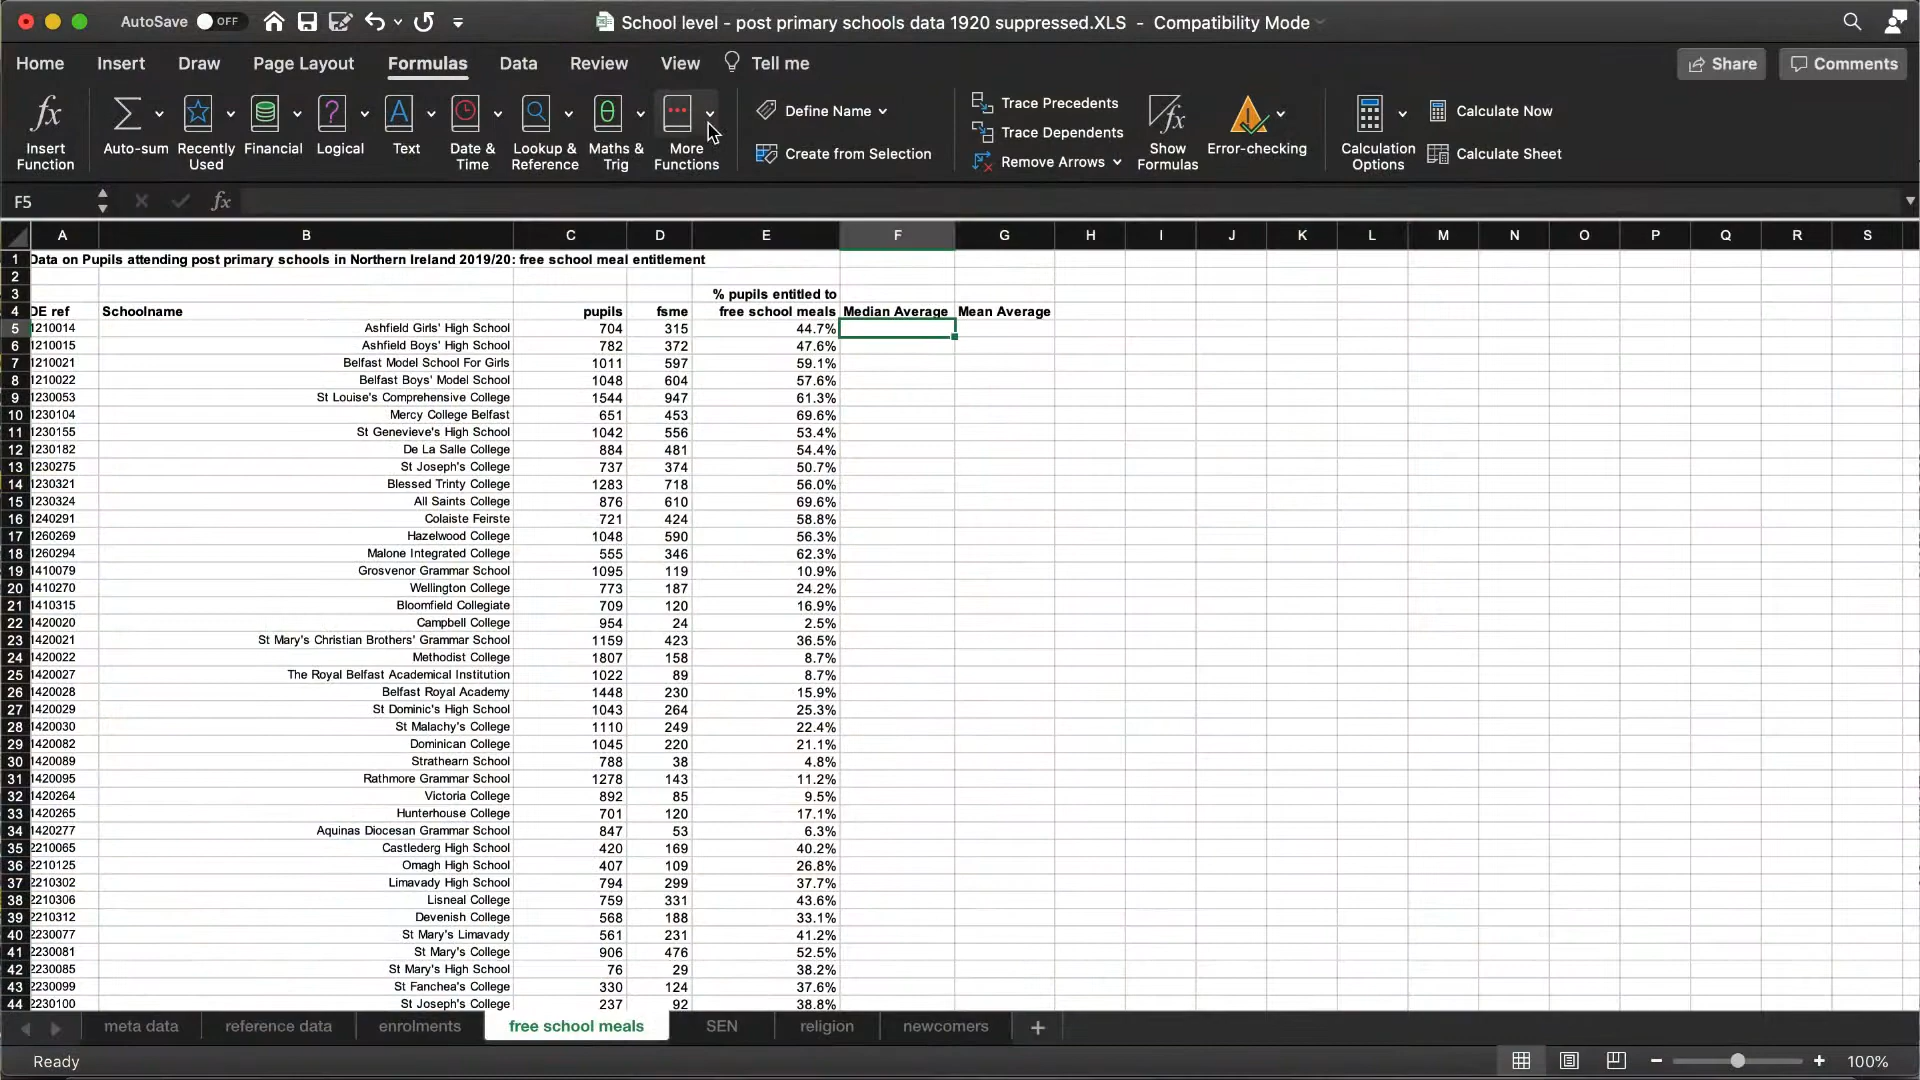 AutoSave OFF
School level - post primary schools data 1920 suppressed.XLS - Compatibility Mode
Home Insert Draw Page Layout Formulas Data Review View Tell me
Share Comments
Insert Function
Auto-sum
Recently Used
Financial
Logical
Text
Date & Time
Lookup & Reference
Maths & Trig
More Functions
Define Name
Create from Selection
Trace Precedents
Trace Dependents
Remove Arrows
Show Formulas
Error-checking
Calculation Options
Calculate Now
Calculate Sheet
F5 fx
A B C D E F G H I J K L M N O P Q R S
1 Data on Pupils attending post primary schools in Northern Ireland 2019/20: free school meal entitlement
2
3 % pupils entitled to
4 DE ref Schoolname pupils fsme free school meals Median Average Mean Average
5 1210014 Ashfield Girls' High School 704 315 44.7%
6 1210015 Ashfield Boys' High School 782 372 47.6%
7 1210021 Belfast Model School For Girls 1011 597 59.1%
8 1210022 Belfast Boys' Model School 1048 604 57.6%
9 1230053 St Louise's Comprehensive College 1544 947 61.3%
10 1230104 Mercy College Belfast 651 453 69.6%
11 1230155 St Genevieve's High School 1042 556 53.4%
12 1230182 De La Salle College 884 481 54.4%
13 1230275 St Joseph's College 737 374 50.7%
14 1230321 Blessed Trinty College 1283 718 56.0%
15 1230324 All Saints College 876 610 69.6%
16 1240291 Colaiste Feirste 721 424 58.8%
17 1260269 Hazelwood College 1048 590 56.3%
18 1260294 Malone Integrated College 555 346 62.3%
19 1410079 Grosvenor Grammar School 1095 119 10.9%
20 1410270 Wellington College 773 187 24.2%
21 1410315 Bloomfield Collegiate 709 120 16.9%
22 1420020 Campbell College 954 24 2.5%
23 1420021 St Mary's Christian Brothers' Grammar School 1159 423 36.5%
24 1420022 Methodist College 1807 158 8.7%
25 1420027 The Royal Belfast Academical Institution 1022 89 8.7%
26 1420028 Belfast Royal Academy 1448 230 15.9%
27 1420029 St Dominic's High School 1043 264 25.3%
28 1420030 St Malachy's College 1110 249 22.4%
29 1420082 Dominican College 1045 220 21.1%
30 1420089 Strathearn School 788 38 4.8%
31 1420095 Rathmore Grammar School 1278 143 11.2%
32 1420264 Victoria College 892 85 9.5%
33 1420265 Hunterhouse College 701 120 17.1%
34 1420277 Aquinas Diocesan Grammar School 847 53 6.3%
35 2210065 Castlederg High School 420 169 40.2%
36 2210125 Omagh High School 407 109 26.8%
37 2210302 Limavady High School 794 299 37.7%
38 2210306 Lisneal College 759 331 43.6%
39 2210312 Devenish College 568 188 33.1%
40 2230077 St Mary's Limavady 561 231 41.2%
41 2230081 St Mary's College 906 476 52.5%
42 2230085 St Mary's High School 76 29 38.2%
43 2230099 St Fanchea's College 330 124 37.6%
44 2230100 St Joseph's College 237 92 38.8%
meta data reference data enrolments free school meals SEN religion newcomers +
Ready 100%